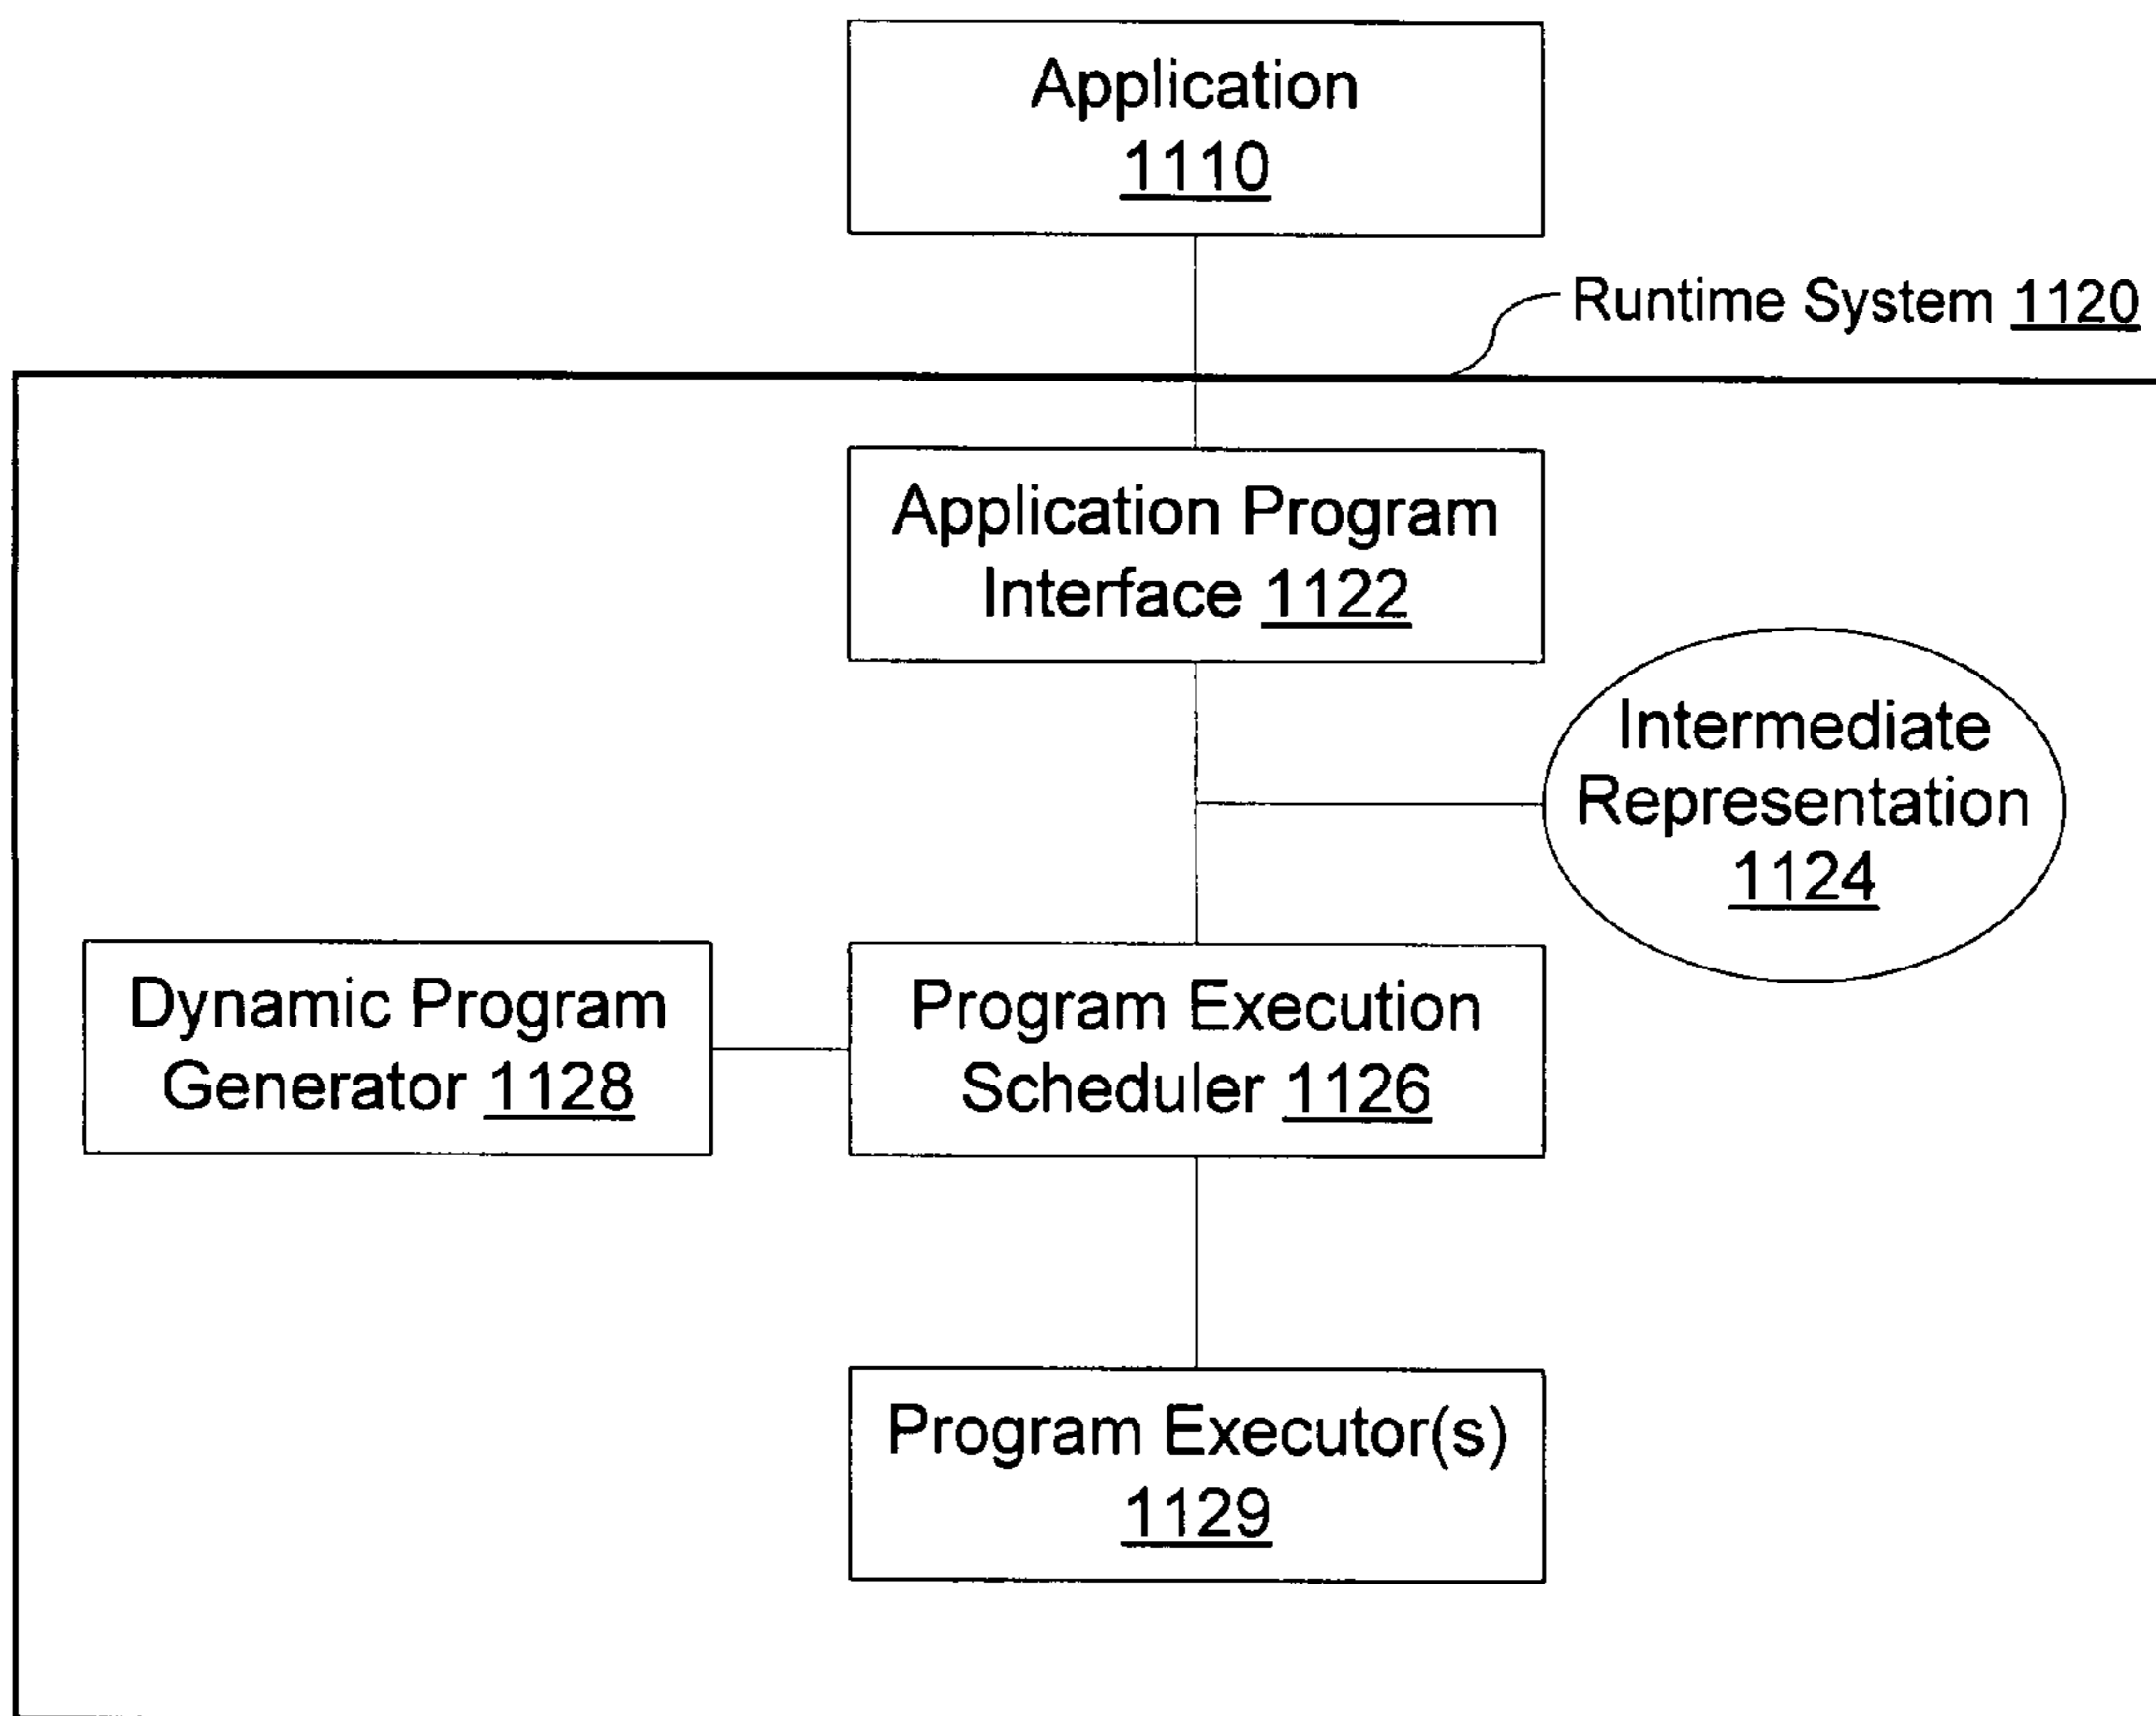 Application
1110
Runtime System 1120
Application Program
Interface 1122
Intermediate
Representation
1124
Dynamic Program
Generator 1128
Program Execution
Scheduler 1126
Program Executor(s)
1129